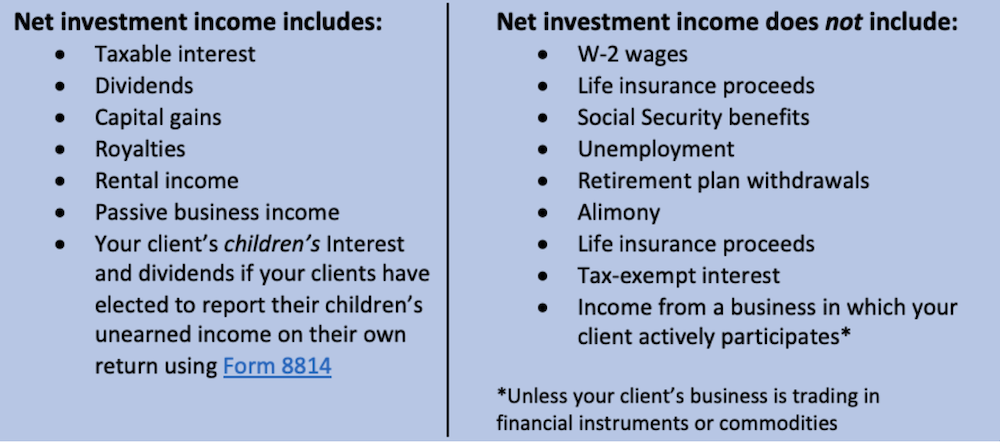 Net investment income includes:
• Taxable interest
• Dividends
• Capital gains
• Royalties
• Rental income
• Passive business income
• Your client's children's Interest
and dividends if your clients have
elected to report their children's
unearned income on their own
return using Form 8814
Net investment income does not include:
• W-2 wages
• Life insurance proceeds
• Social Security benefits
• Unemployment
• Retirement plan withdrawals
• Alimony
• Life insurance proceeds
• Tax-exempt interest
• Income from a business in which your
client actively participates*
*Unless your client's business is trading in
financial instruments or commodities